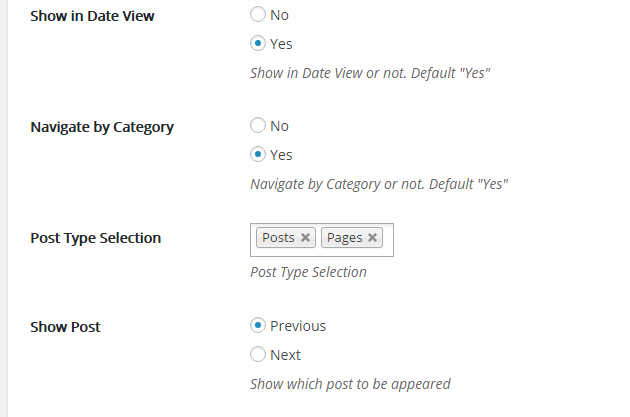 Show in Date View
No
Yes
Show in Date View or not. Default "Yes"
Navigate by Category
No
Yes
Navigate by Category or not. Default "Yes"
Post Type Selection
Posts Pages
Post Type Selection
Show Post
Previous
Next
Show which post to be appeared